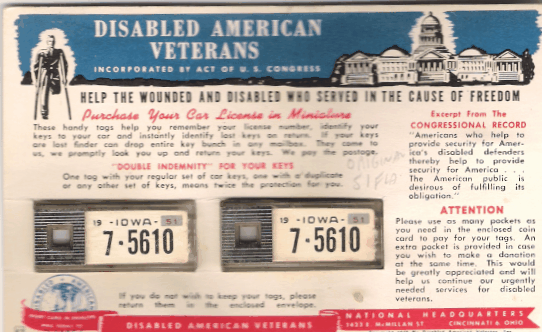 DISABLED AMERICAN
VETERANS
INCORPORATED BY ACT OF U. S. CONGRESS
HELP THE WOUNDED AND DISABLED WHO SERVED IN THE CAUSE OF FREEDOM
Purchase Your Car License in Miniature
These handy tags help you remember your license number, identify your
keys to your car and instantly identify lost keys on return. If your keys
are lost finder can drop entire key bunch in any mailbox. They come to
us, we promptly look you up and return your keys. We pay the postage.
"DOUBLE INDEMNITY" FOR YOUR KEYS
One tag with your regular set of car keys, one with a duplicate
or any other set of keys, means twice the protection for you.
Excerpt From The
CONGRESSIONAL RECORD
"Americans who help to
provide security for Amer-
ica's disabled defenders
thereby help to provide
security for America . . .
The American public is
desirous of fulfilling its
obligation."
ORIGINAL
19 -IOWA- 51
7·5610
19 -IOWA- 51
7·5610
ATTENTION
Please use as many pockets as
you need in the enclosed coin
card to pay for your tags. An
extra pocket is provided in case
you wish to make a donation
at the same time. This would
be greatly appreciated and will
help us continue our urgently
needed services for disabled
veterans.
If you do not wish to keep your tags, please
return them in the enclosed envelope.
DISABLED AMERICAN VETERANS
NATIONAL HEADQUARTERS
McMILLAN ST. CINCINNATI 6, OHIO